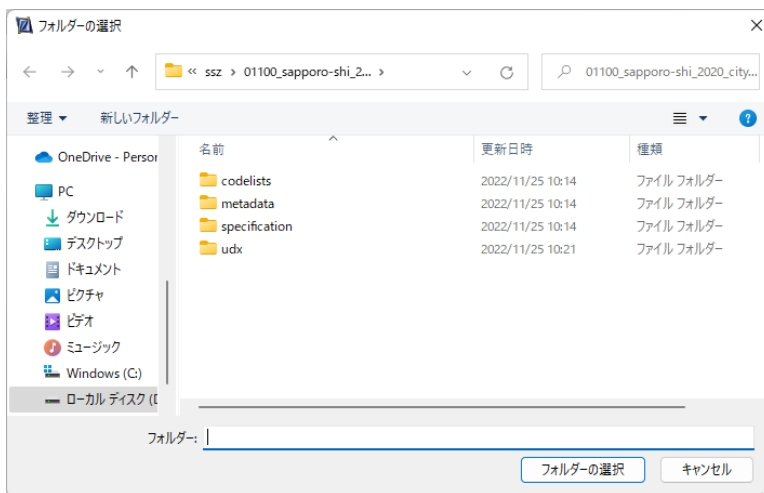 フォルダーの選択
« ssz › 01100_sapporo-shi_2... ›
01100_sapporo-shi_2020_city...
整理 新しいフォルダー
名前 更新日時 種類
codelists 2022/11/25 10:14 ファイル フォルダー
metadata 2022/11/25 10:14 ファイル フォルダー
specification 2022/11/25 10:14 ファイル フォルダー
udx 2022/11/25 10:21 ファイル フォルダー
OneDrive - Person
PC
ダウンロード
デスクトップ
ドキュメント
ピクチャ
ビデオ
ミュージック
Windows (C:)
ローカル ディスク (D
フォルダー:
フォルダーの選択 キャンセル